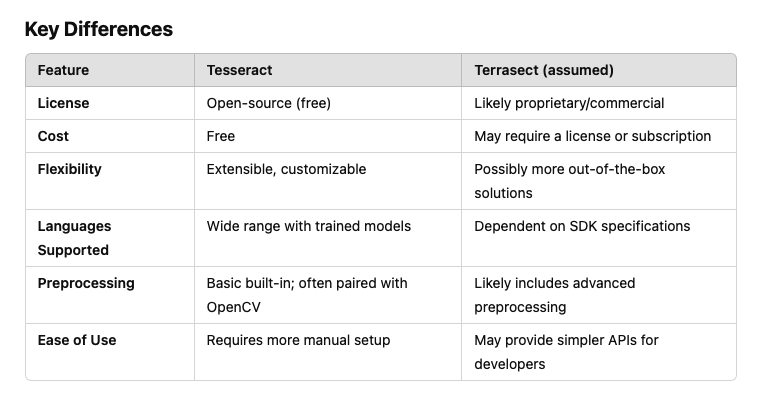 Key Differences
Feature Tesseract Terrasect (assumed)
License Open-source (free) Likely proprietary/commercial
Cost Free May require a license or subscription
Flexibility Extensible, customizable Possibly more out-of-the-box
solutions
Languages Wide range with trained models Dependent on SDK specifications
Supported
Preprocessing Basic built-in; often paired with Likely includes advanced
OpenCV preprocessing
Ease of Use Requires more manual setup May provide simpler APIs for
developers